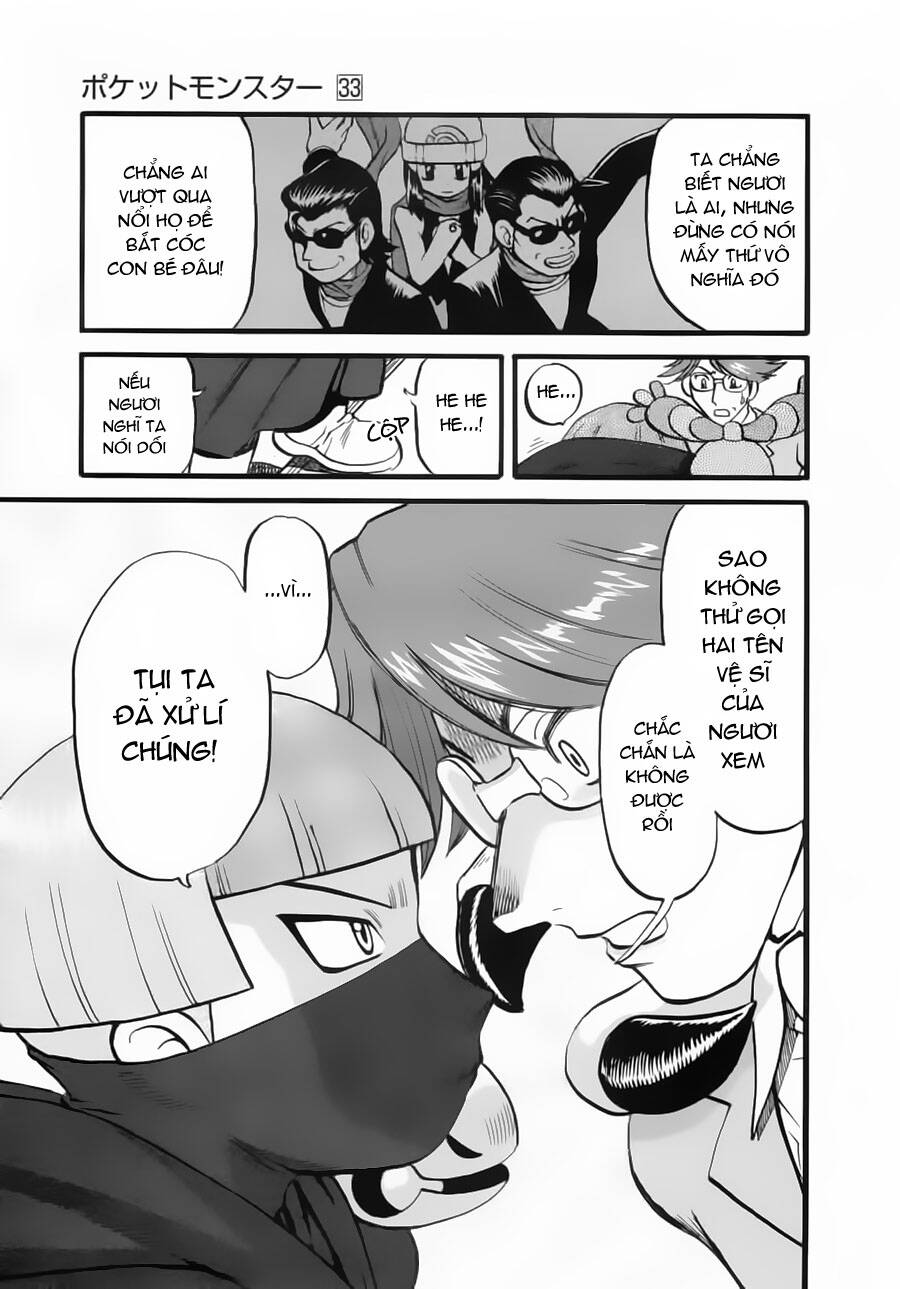 ポケットモンスター 33
TA CHẲNG
BIẾT NGƯƠI
LÀ AI, NHƯNG
ĐỪNG CÓ NÓI
MẤY THỨ VÔ
NGHĨA ĐÓ
CHẲNG AI
VƯỢT QUA
NỔI HỌ ĐỂ
BẮT CÓC
CON BÉ ĐÂU!
HE...
HE HE
HE...!
CỘP
NẾU
NGƯƠI
NGHĨ TA
NÓI DỐI
SAO
KHÔNG
THỬ GỌI
HAI TÊN
VỆ SĨ
CỦA
NGƯƠI
XEM
CHẮC
CHẮN LÀ
KHÔNG
ĐƯỢC
RỒI
...VÌ...
TỤI TA
ĐÃ XỬ LÍ
CHÚNG!